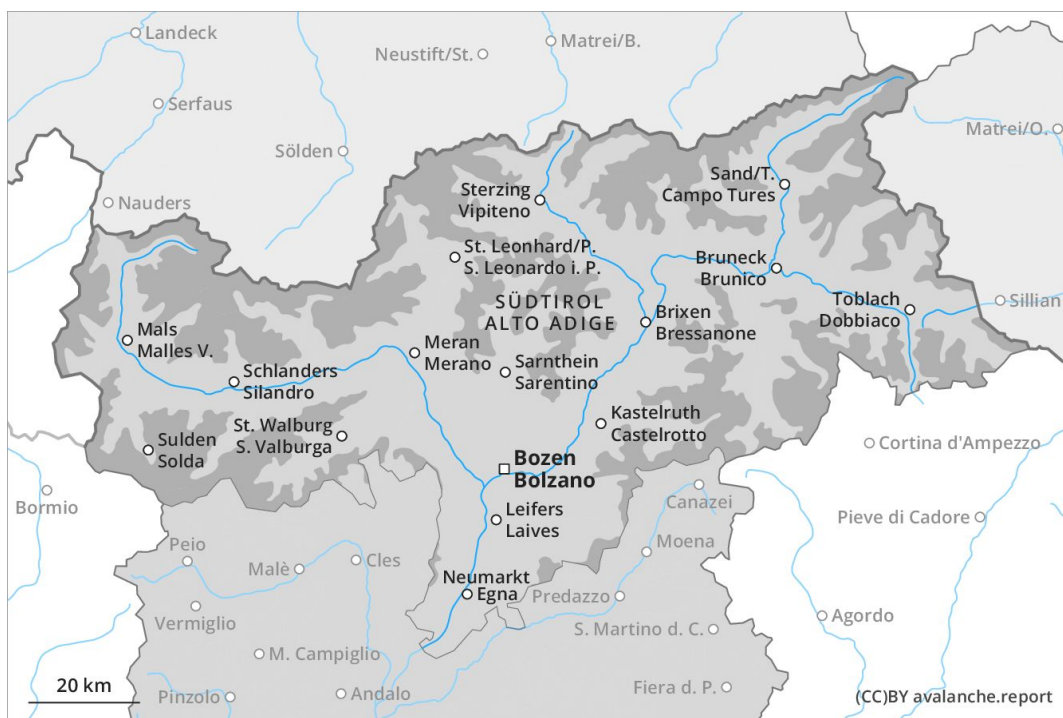 Landeck
Matrei/B.
Neustift/St.
Serfaus
Matrei/O.
Sölden
Sand/T.
Campo Tures
Sterzing
Vipiteno
Nauders
St. Leonhard/P.
S. Leonardo i. P.
Bruneck
Brunico
SÜDTIROL
ALTO ADIGE
Toblach
Dobbiaco
Sillian
Brixen
Bressanone
Mals
Malles V.
Meran
Merano
Sarnthein
Sarentino
Schlanders
Silandro
Kastelruth
Castelrotto
St. Walburg
S. Valburga
Sulden
Solda
Cortina d'Ampezzo
Bozen
Bolzano
Bormio
Canazei
Leifers
Laives
Pieve di Cadore
Peio
Moena
Cles
Malè
Neumarkt
Egna
Predazzo
Vermiglio
Agordo
S. Martino d. C.
M. Campiglio
20 km
Pinzolo
Andalo
Fiera d. P.
(CC)BY avalanche.report